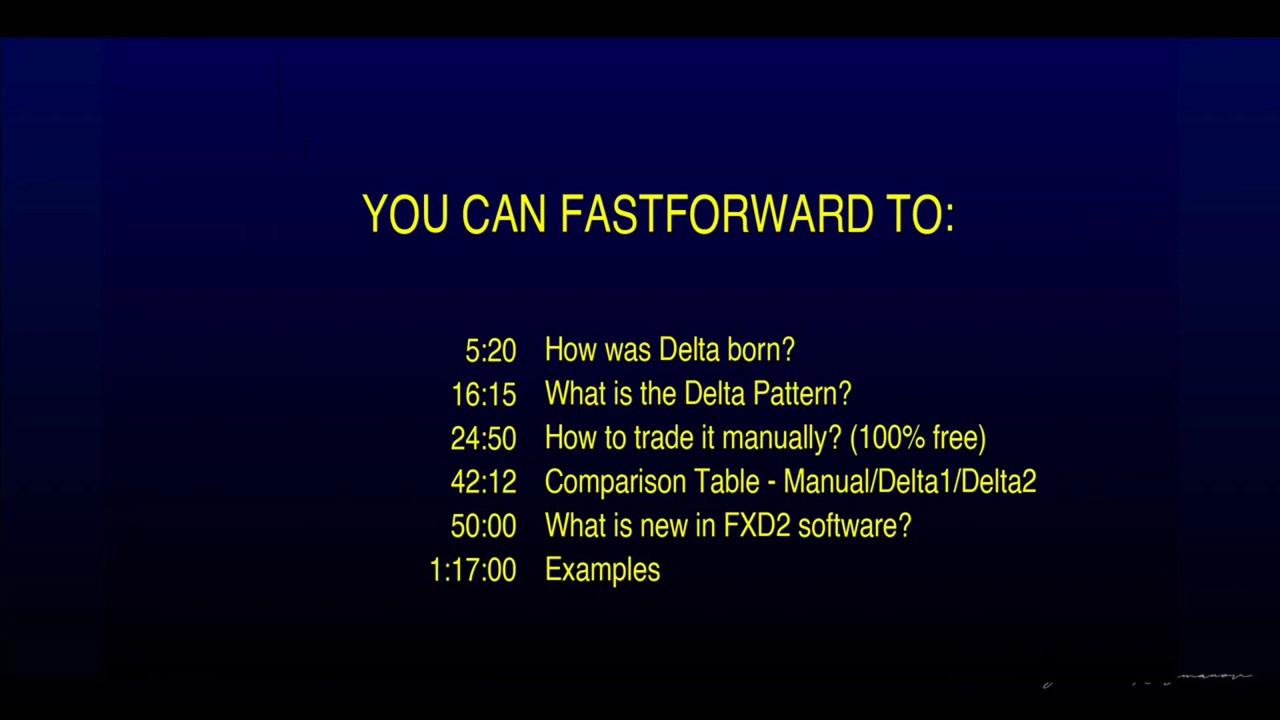 YOU CAN FASTFORWARD TO:
5:20 How was Delta born?
16:15 What is the Delta Pattern?
24:50 How to trade it manually? (100% free)
42:12 Comparison Table - Manual/Delta1/Delta2
50:00 What is new in FXD2 software?
1:17:00 Examples